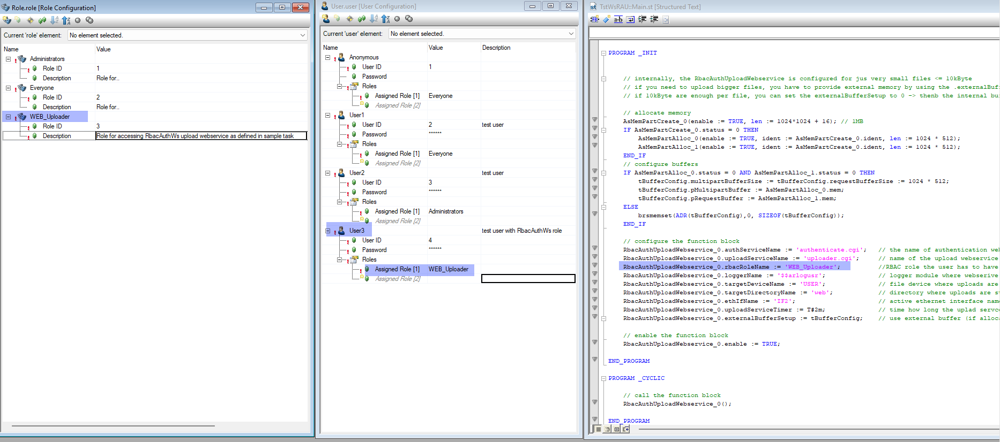 Role.role [Role Configuration]
Current 'role' element: No element selected.
Name Value
Administrators
Role ID 1
Description Role for..
Everyone
Role ID 2
Description Role for..
WEB_Uploader
Role ID 3
Description Role for accessing RbacAuthWs upload webservice as defined in sample task
User.user [User Configuration]
Current 'user' element: No element selected.
Name Value Description
Anonymous
User ID 1
Password
Roles
Assigned Role [1] Everyone
Assigned Role [2]
User1
User ID 2 test user
Password ******
Roles
Assigned Role [1] Everyone
Assigned Role [2]
User2 test user
User ID 3
Password ******
Roles
Assigned Role [1] Administrators
Assigned Role [2]
User3 test user with RbacAuthWs role
User ID 4
Password ******
Roles
Assigned Role [1] WEB_Uploader
Assigned Role [2]
TstWsRAU::Main.st [Structured Text]
PROGRAM _INIT
// internally, the RbacAuthUploadWebservice is configured for jus very small files <= 10kByte
// if you need to upload bigger files, you have to provide external memory by using the .externalBuf
// if 10kByte are enough per file, you can set the externalBufferSetup to 0 -> thenb the internal bu
// allocate memory
AsMemPartCreate_0(enable := TRUE, len := 1024*1024 + 16); // 1MB
IF AsMemPartCreate_0.status = 0 THEN
AsMemPartAlloc_0(enable := TRUE, ident := AsMemPartCreate_0.ident, len := 1024 * 512);
AsMemPartAlloc_1(enable := TRUE, ident := AsMemPartCreate_0.ident, len := 1024 * 512);
END_IF
// configure buffers
IF AsMemPartAlloc_0.status = 0 AND AsMemPartAlloc_1.status = 0 THEN
tBufferConfig.multipartBufferSize := tBufferConfig.requestBufferSize := 1024 * 512;
tBufferConfig.pMultipartBuffer := AsMemPartAlloc_0.mem;
tBufferConfig.pRequestBuffer := AsMemPartAlloc_1.mem;
ELSE
brsmemset(ADR(tBufferConfig),0, SIZEOF(tBufferConfig));
END_IF
// configure the function block
RbacAuthUploadWebservice_0.authServiceName := 'authenticate.cgi'; // the name of authentication we
RbacAuthUploadWebservice_0.uploadServiceName := 'uploader.cgi'; // name of the upload webservice
RbacAuthUploadWebservice_0.rbacRoleName := 'WEB_Uploader'; //RBAC role the user has to have
RbacAuthUploadWebservice_0.loggerName := '$$arlogusr'; // logger module where webserive
RbacAuthUploadWebservice_0.targetDeviceName := 'USER'; // file device where uploads are
RbacAuthUploadWebservice_0.targetDirectoryName := 'web'; // directory where uploads are s
RbacAuthUploadWebservice_0.ethIfName := 'IF2'; // active ethernet interface nam
RbacAuthUploadWebservice_0.uploadServiceTimer := T#2m; // time how long the uplad servc
RbacAuthUploadWebservice_0.externalBufferSetup := tBufferConfig; // use external buffer (if alloc
// enable the function block
RbacAuthUploadWebservice_0.enable := TRUE;
END_PROGRAM
PROGRAM _CYCLIC
// call the function block
RbacAuthUploadWebservice_0();
END_PROGRAM